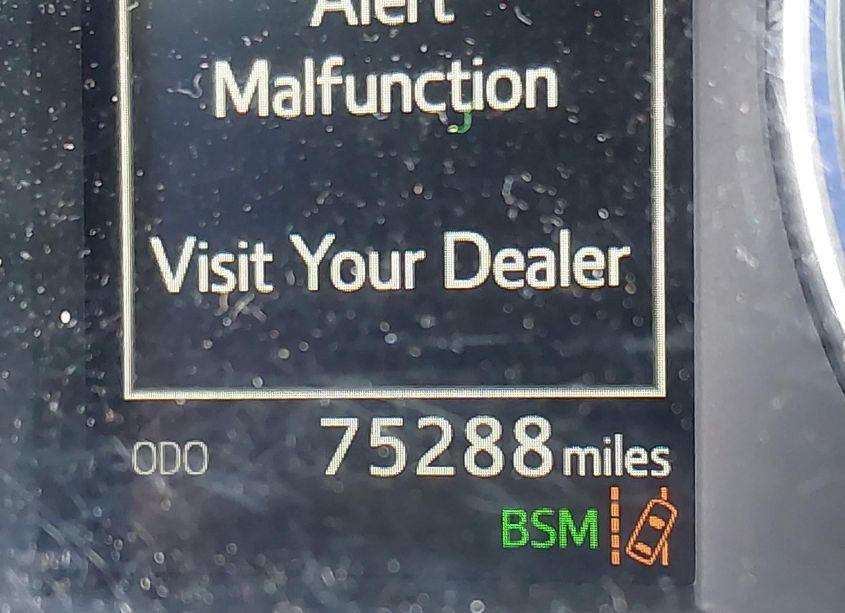 Alert
Malfunction
Visit Your Dealer
ODO 75288 miles
BSM